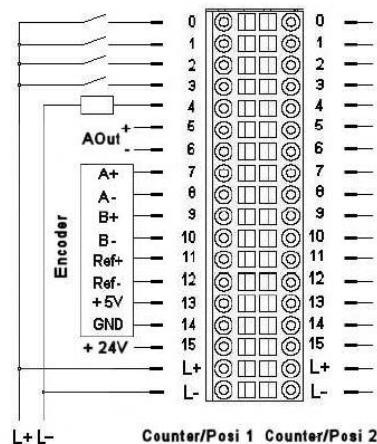 0 0
1 1
2 2
3 3
4 4
AOut + 5 5
- 6 6
Encoder
A+ 7 7
A- 8 8
B+ 9 9
B- 10 10
Ref+ 11 11
Ref- 12 12
+5V 13 13
GND 14 14
+ 24V 15 15
L+ L+
L- L-
L+ L- Counter/Posi 1 Counter/Posi 2